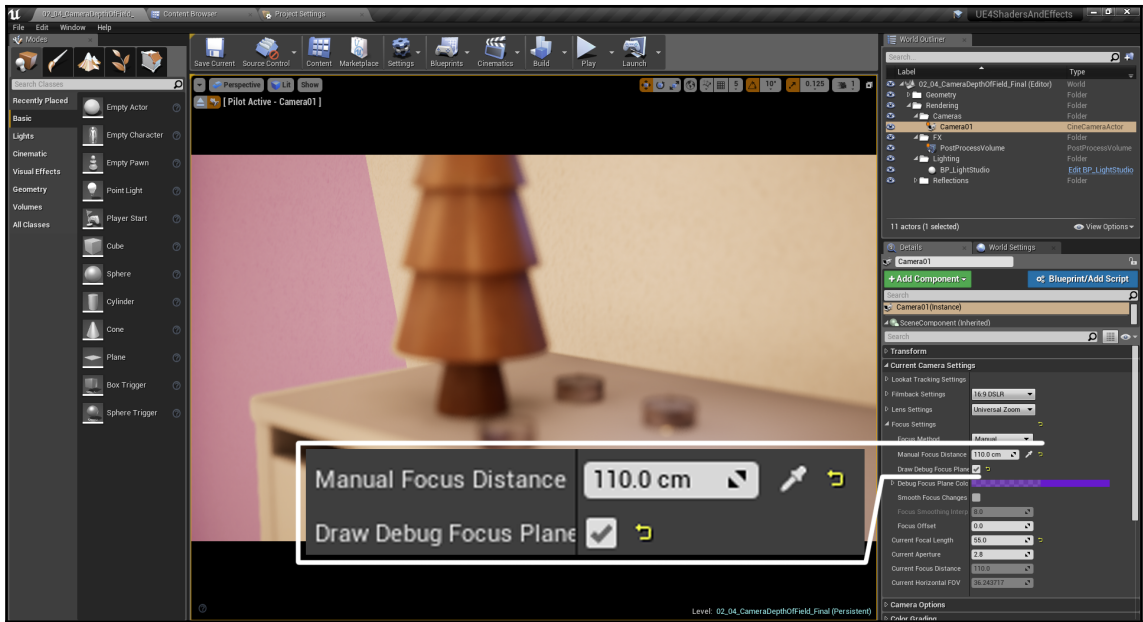 02_04_CameraDepthOfField_
Content Browser
Project Settings
UE4ShadersAndEffects
File Edit Window Help
Modes
Search Classes
Recently Placed
Basic
Lights
Cinematic
Visual Effects
Geometry
Volumes
All Classes
Empty Actor
Empty Character
Empty Pawn
Point Light
Player Start
Cube
Sphere
Cylinder
Cone
Plane
Box Trigger
Sphere Trigger
Save Current Source Control Content Marketplace Settings Blueprints Cinematics Build Play Launch
Perspective Lit Show
5 10° 0.125 1
[ Pilot Active - Camera01 ]
Manual Focus Distance 110.0 cm
Draw Debug Focus Plane
Level: 02_04_CameraDepthOfField_Final (Persistent)
World Outliner
Search...
Label Type
02_04_CameraDepthOfField_Final (Editor) World
Geometry Folder
Rendering Folder
Cameras Folder
Camera01 CineCameraActor
FX Folder
PostProcessVolume PostProcessVolume
Lighting Folder
BP_LightStudio Edit BP_LightStudio
Reflections Folder
11 actors (1 selected) View Options
Details World Settings
Camera01
+ Add Component Blueprint/Add Script
Search
Camera01(Instance)
SceneComponent (Inherited)
Search
Transform
Current Camera Settings
Lookat Tracking Settings
Filmback Settings 16:9 DSLR
Lens Settings Universal Zoom
Focus Settings
Focus Method Manual
Manual Focus Distance 110.0 cm
Draw Debug Focus Plane
Debug Focus Plane Colo
Smooth Focus Changes
Focus Smoothing Interp 8.0
Focus Offset 0.0
Current Focal Length 55.0
Current Aperture 2.8
Current Focus Distance 110.0
Current Horizontal FOV 36.243717
Camera Options
Color Grading